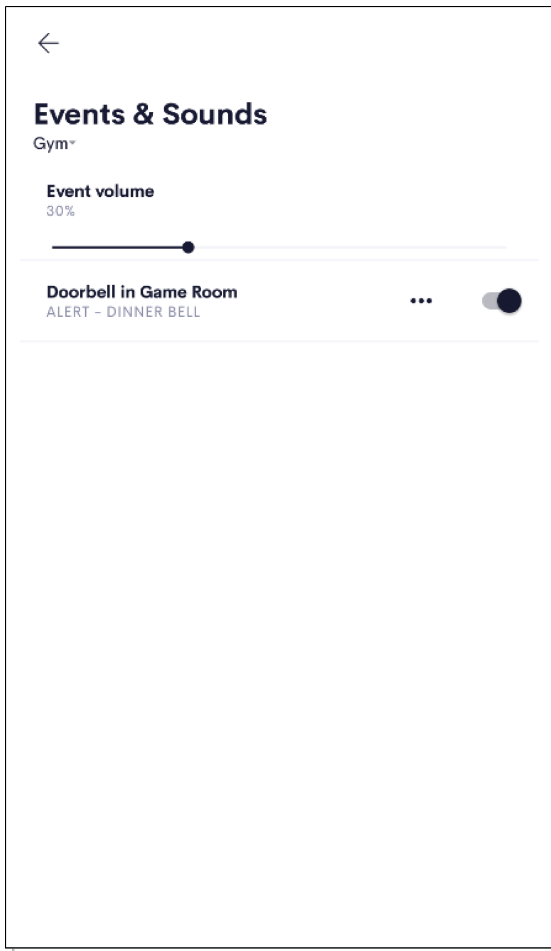 Events & Sounds
Gym
Event volume
30%
Doorbell in Game Room
ALERT – DINNER BELL